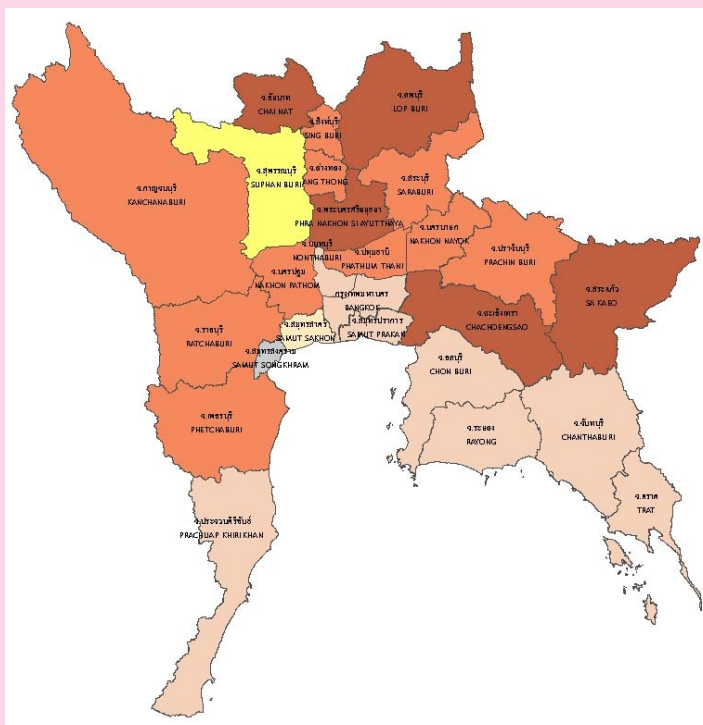 จ.ชัยนาท
CHAI NAT
จ.ลพบุรี
LOP BURI
จ.สิงห์บุรี
SING BURI
จ.สุพรรณบุรี
SUPHAN BURI
จ.อ่างทอง
ANG THONG
จ.สระบุรี
SARABURI
จ.กาญจนบุรี
KANCHANABURI
จ.พระนครศรีอยุธยา
PHRA NAKHON SI AYUTTHAYA
จ.นครนายก
NAKHON NAYOK
จ.ปราจีนบุรี
PRACHIN BURI
จ.นนทบุรี
NONTHABURI
จ.ปทุมธานี
PHATHUM THANI
จ.นครปฐม
NAKHON PATHOM
จ.สระแก้ว
SA KAEO
กรุงเทพมหานคร
BANGKOK
จ.ฉะเชิงเทรา
CHACHOENGSAO
จ.สมุทรปราการ
SAMUT PRAKAN
จ.สมุทรสาคร
SAMUT SAKHON
จ.ราชบุรี
RATCHABURI
จ.สมุทรสงคราม
SAMUT SONGKHRAM
จ.ชลบุรี
CHON BURI
จ.เพชรบุรี
PHETCHABURI
จ.ระยอง
RAYONG
จ.จันทบุรี
CHANTHABURI
จ.ตราด
TRAT
จ.ประจวบคีรีขันธ์
PRACHUAP KHIRI KHAN